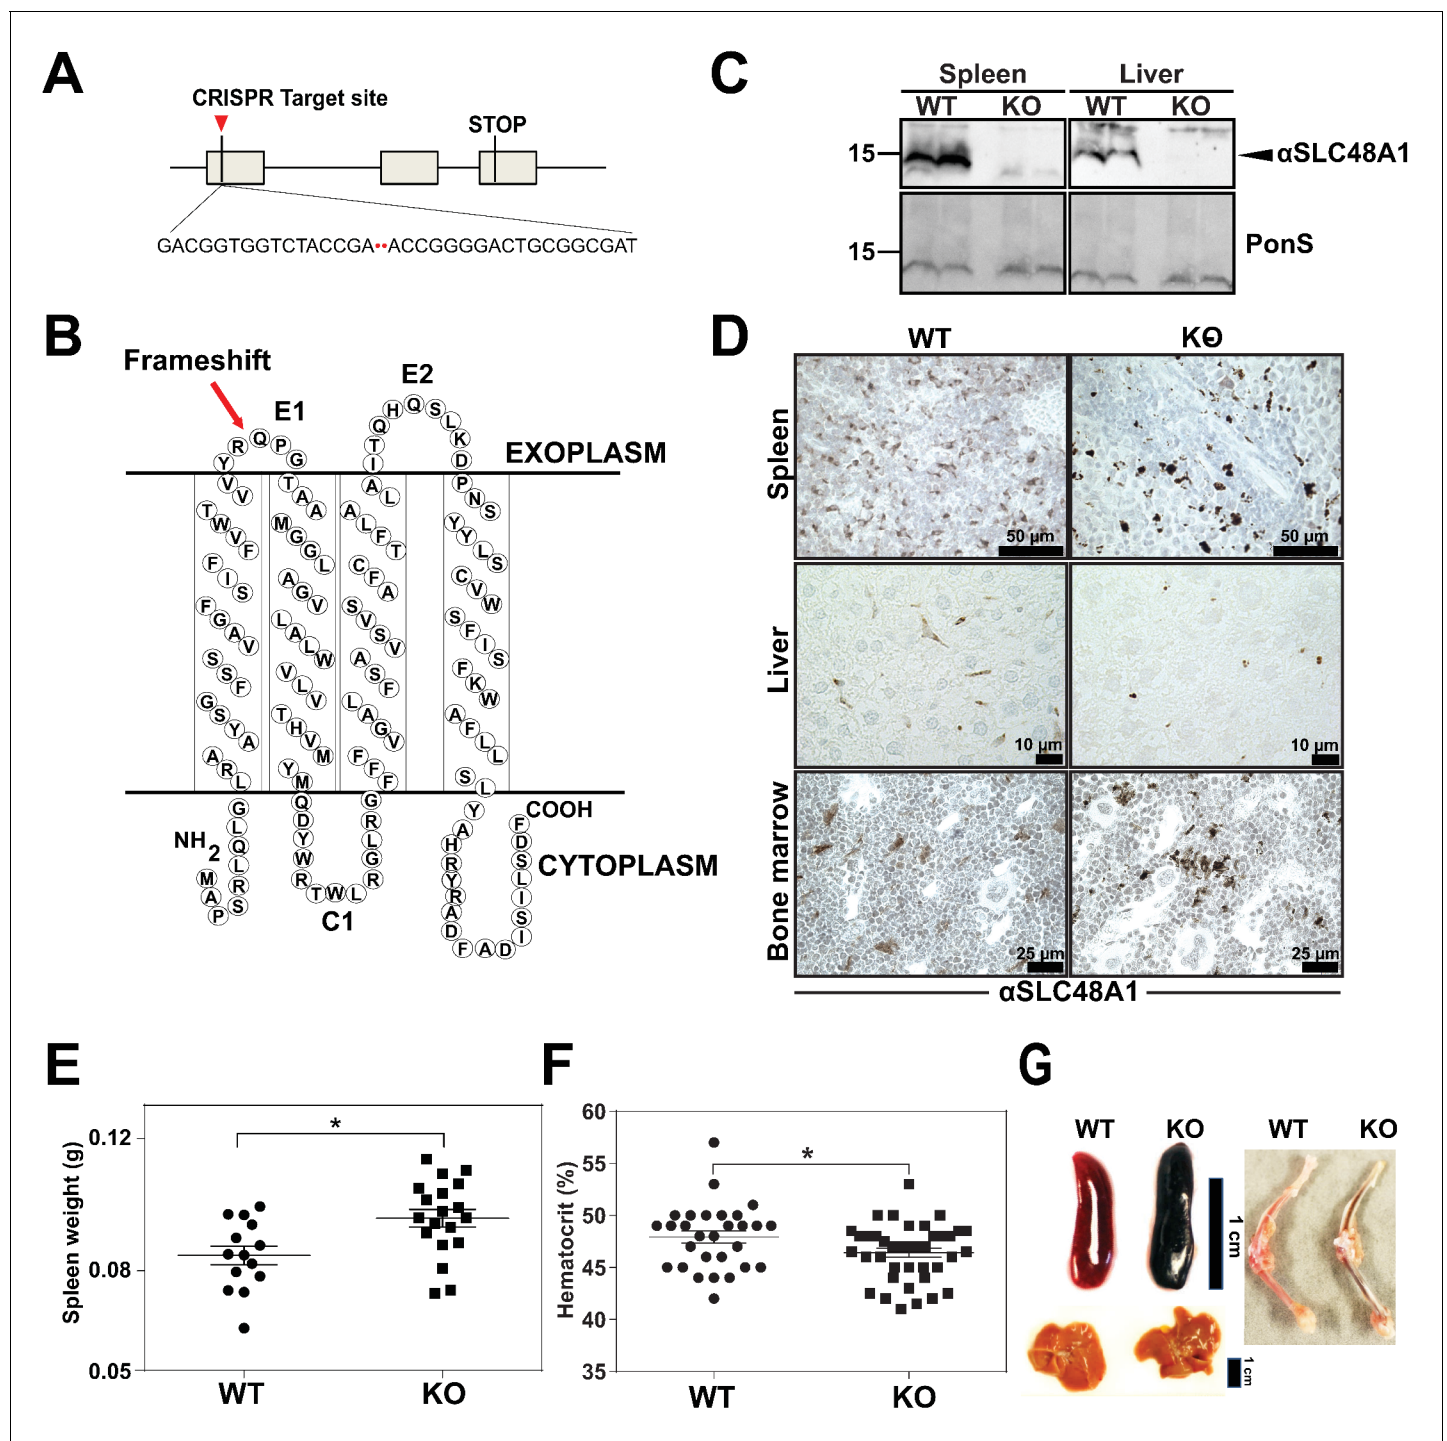 A
CRISPR Target site
STOP
GACGGTGGTCTACCGA••ACCGGGGACTGCGGCGAT
B
Frameshift
E1
E2
EXOPLASM
NH2
C1
COOH
CYTOPLASM
MAPSRLQLGLRAAYSGFSSVAGFSIFFVWTVVYRQPGTAAMGGLAGVLALWVLVTHVMYMQDYWRTWLRGLRGFFFVGALFSAVSVSAFCTFLALAITQHQSLKDPNSYYLSCVWSFISFKWAFLLSLYAHRYRADFADISILSDF
C
Spleen
Liver
WT
KO
WT
KO
15
αSLC48A1
15
PonS
D
WT
KO
Spleen
50 µm
50 µm
Liver
10 µm
10 µm
Bone marrow
25 µm
25 µm
αSLC48A1
E
Spleen weight (g)
0.12
0.08
0.05
*
WT
KO
F
Hematocrit (%)
60
55
50
45
40
35
*
WT
KO
G
WT
KO
WT
KO
1 cm
1 cm